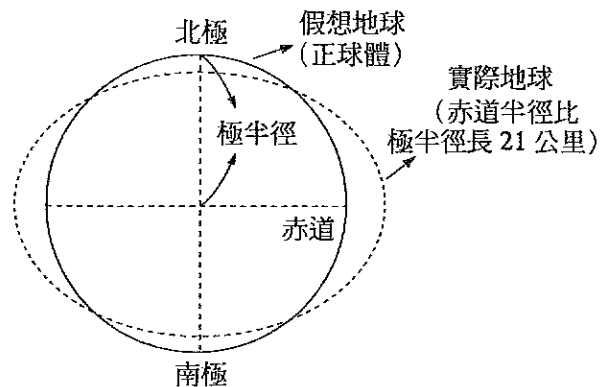 北極
假想地球
(正球體)
實際地球
(赤道半徑比
極半徑長 21 公里)
極半徑
赤道
南極